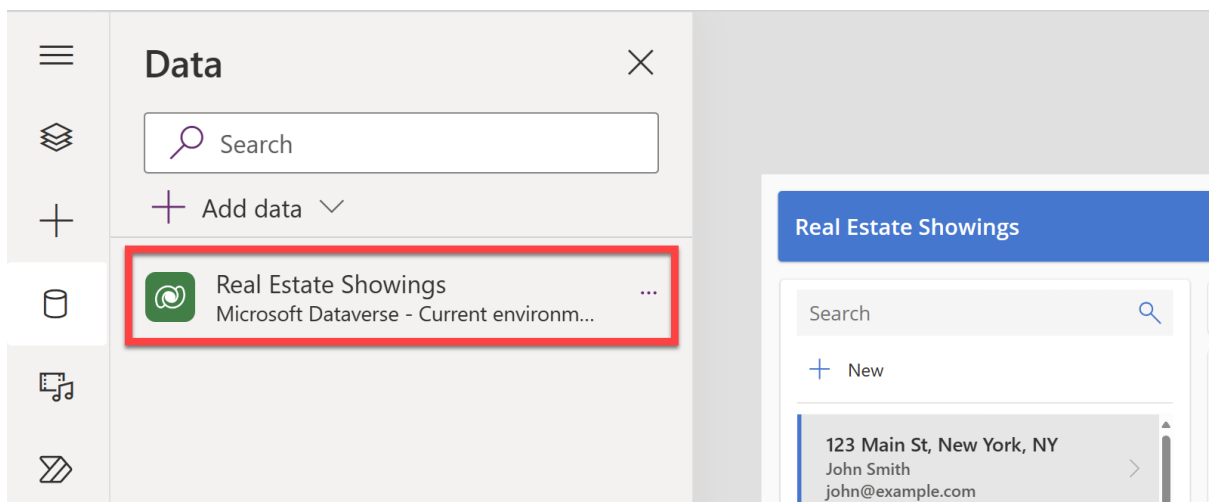 Data
Search
Add data
Real Estate Showings
Microsoft Dataverse - Current environm...
Real Estate Showings
Search
New
123 Main St, New York, NY
John Smith
john@example.com